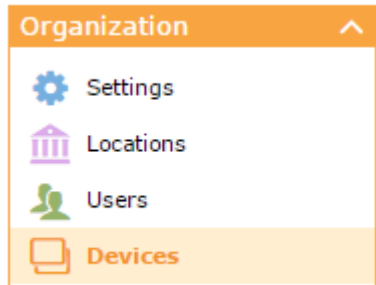 Organization
Settings
Locations
Users
Devices